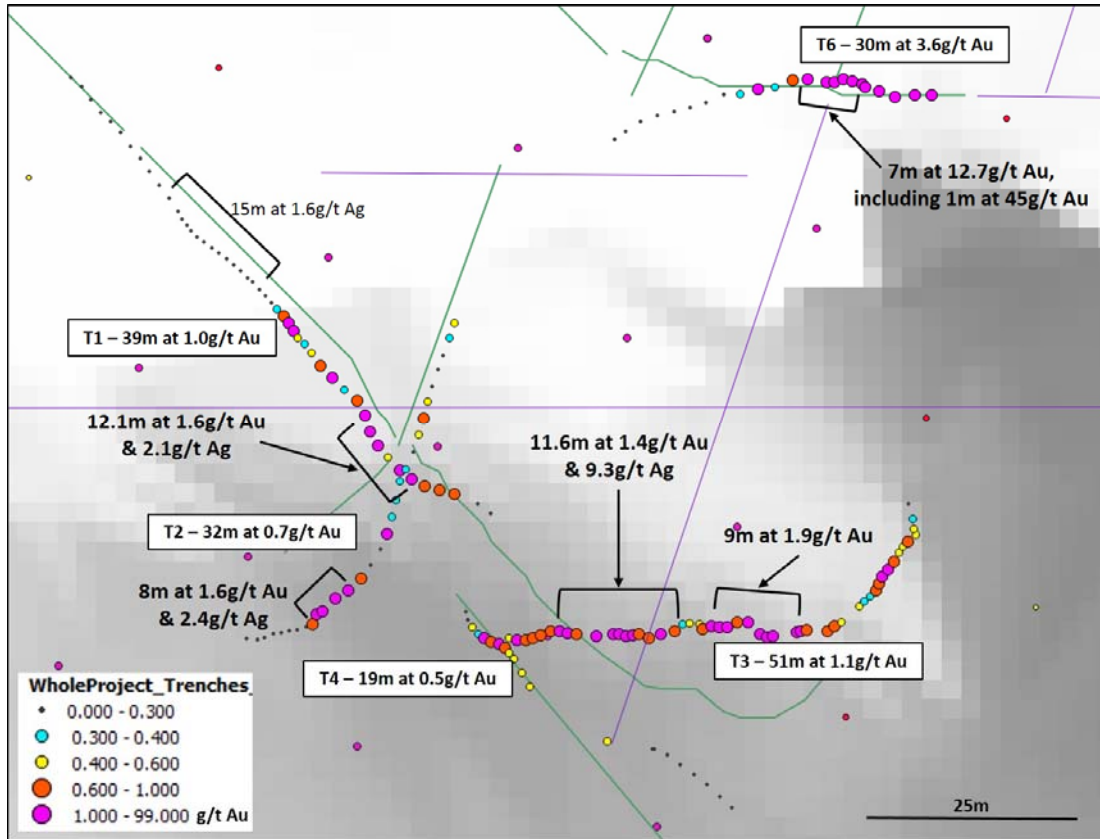 T6 – 30m at 3.6g/t Au
7m at 12.7g/t Au,
including 1m at 45g/t Au
15m at 1.6g/t Ag
T1 – 39m at 1.0g/t Au
12.1m at 1.6g/t Au
& 2.1g/t Ag
11.6m at 1.4g/t Au
& 9.3g/t Ag
T2 – 32m at 0.7g/t Au
9m at 1.9g/t Au
8m at 1.6g/t Au
& 2.4g/t Ag
T4 – 19m at 0.5g/t Au
T3 – 51m at 1.1g/t Au
WholeProject_Trenches_
0.000 - 0.300
0.300 - 0.400
0.400 - 0.600
0.600 - 1.000
1.000 - 99.000 g/t Au
25m